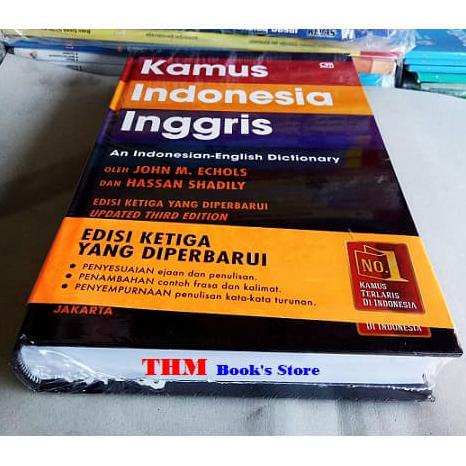 Kamus
Indonesia
Inggris
An Indonesian-English Dictionary
OLEH JOHN M. ECHOLS
DAN HASSAN SHADILY
EDISI KETIGA YANG DIPERBARUI
UPDATED THIRD EDITION
EDISI KETIGA
YANG DIPERBARUI
• PENYESUAIAN ejaan dan penulisan.
• PENAMBAHAN contoh frasa dan kalimat.
• PENYEMPURNAAN penulisan kata-kata turunan.
NO.1
KAMUS
TERLARIS
DI INDONESIA
DI INDONESIA
JAKARTA
THM Book's Store